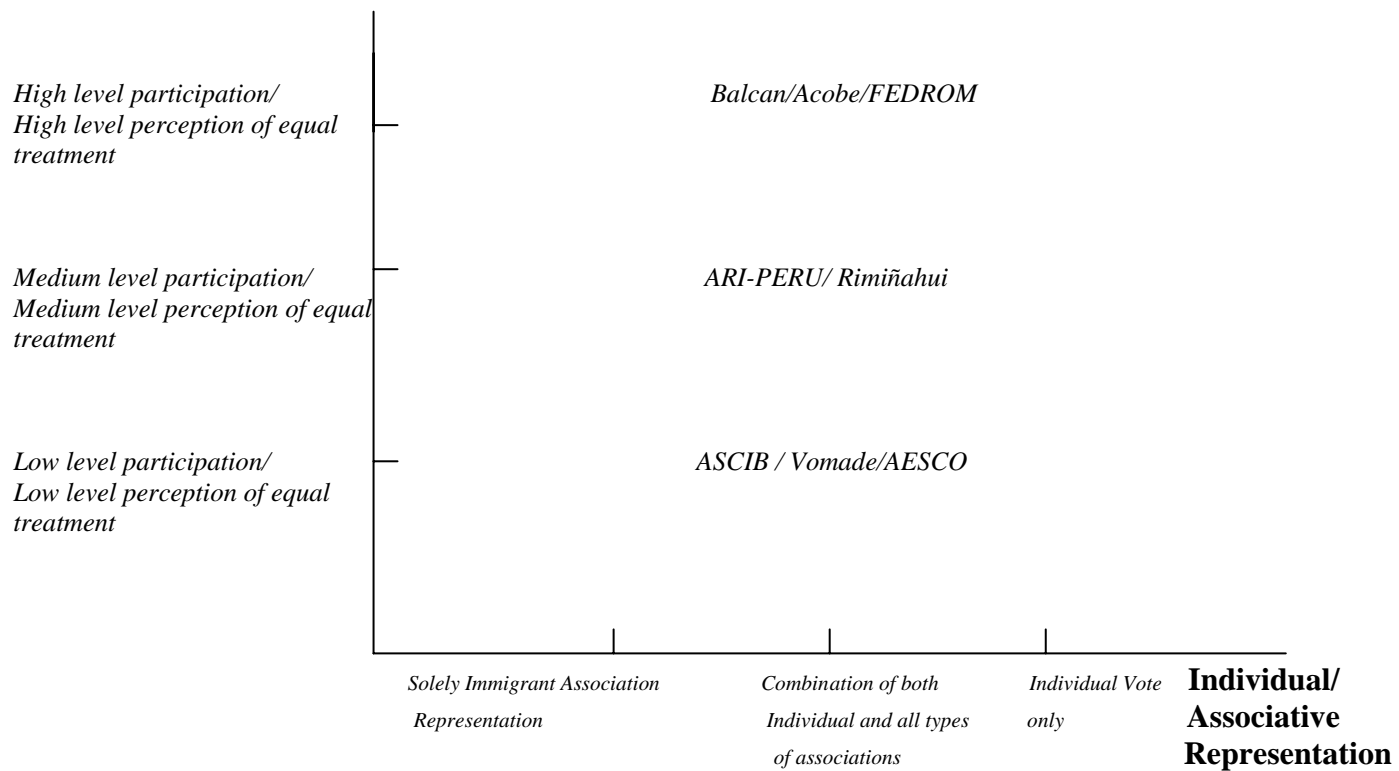 High level participation/
High level perception of equal
treatment
Balcan/Acobe/FEDROM
Medium level participation/
Medium level perception of equal
treatment
ARI-PERU/ Rimiñahui
Low level participation/
Low level perception of equal
treatment
ASCIB / Vomade/AESCO
Solely Immigrant Association
Representation
Combination of both
Individual and all types
of associations
Individual Vote
only
Individual/
Associative
Representation